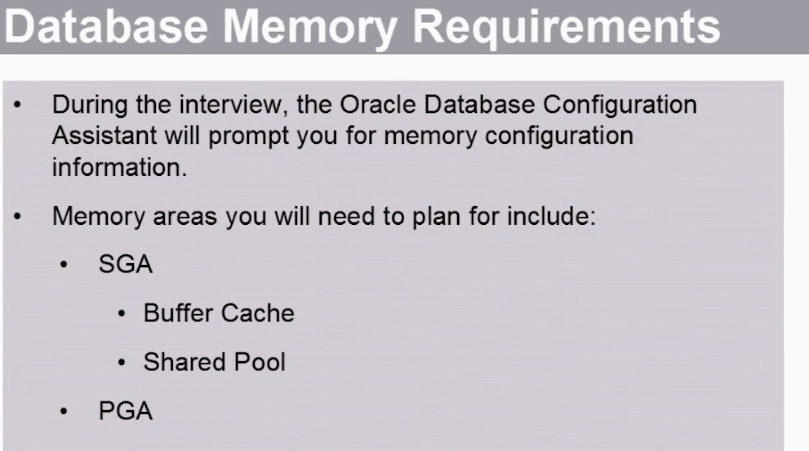 Database Memory Requirements
• During the interview, the Oracle Database Configuration
Assistant will prompt you for memory configuration
information.
• Memory areas you will need to plan for include:
• SGA
• Buffer Cache
• Shared Pool
• PGA